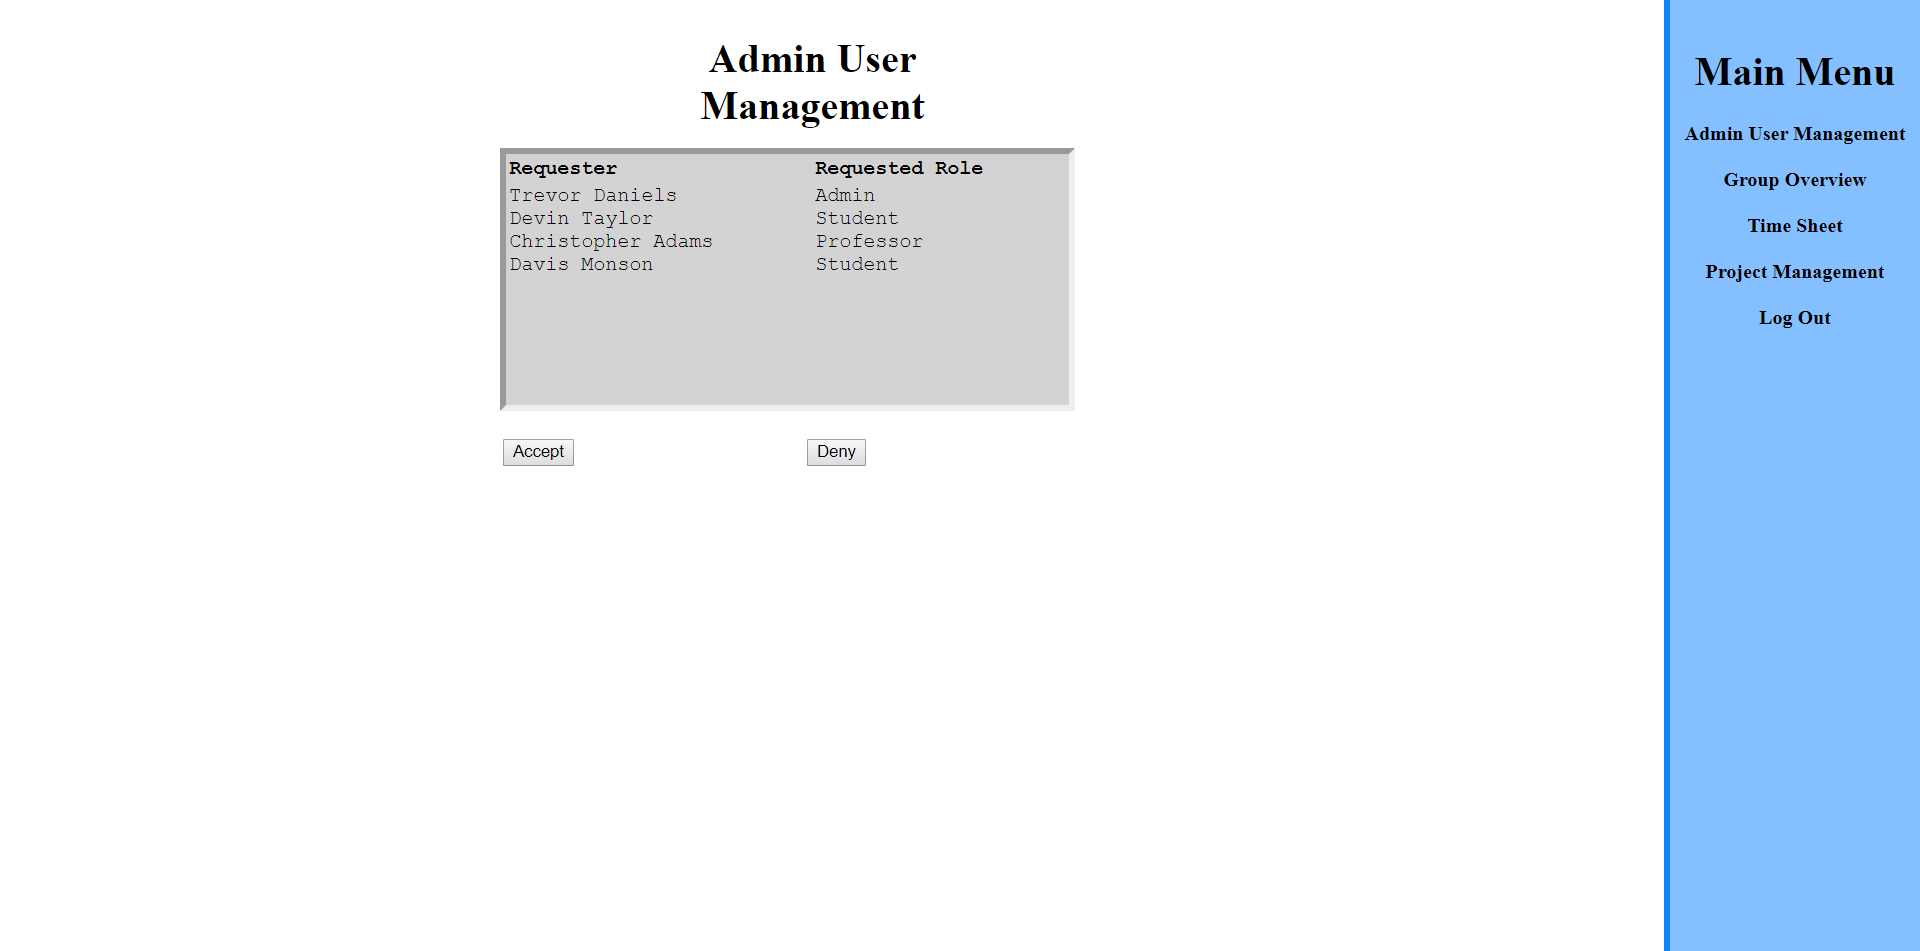 Admin User
Management
Requester Requested Role
Trevor Daniels Admin
Devin Taylor Student
Christopher Adams Professor
Davis Monson Student
Accept Deny
Main Menu
Admin User Management
Group Overview
Time Sheet
Project Management
Log Out